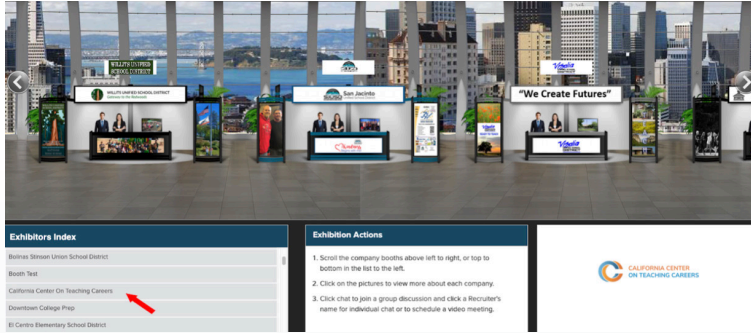 WILLITS UNIFIED
SCHOOL DISTRICT
WILLITS UNIFIED SCHOOL DISTRICT
San Jacinto
"We Create Futures"
Visalia
Visalia
Exhibitors Index
Bolinas Stinson Union School District
Booth Test
California Center On Teaching Careers
Downtown College Prep
El Centro Elementary School District
Exhibition Actions
1. Scroll the company booths above left to right, or top to
bottom in the list to the left.
2. Click on the pictures to view more about each company.
3. Click chat to join a group discussion and click a Recruiter's
name for individual chat or to schedule a video meeting.
CALIFORNIA CENTER
ON TEACHING CAREERS